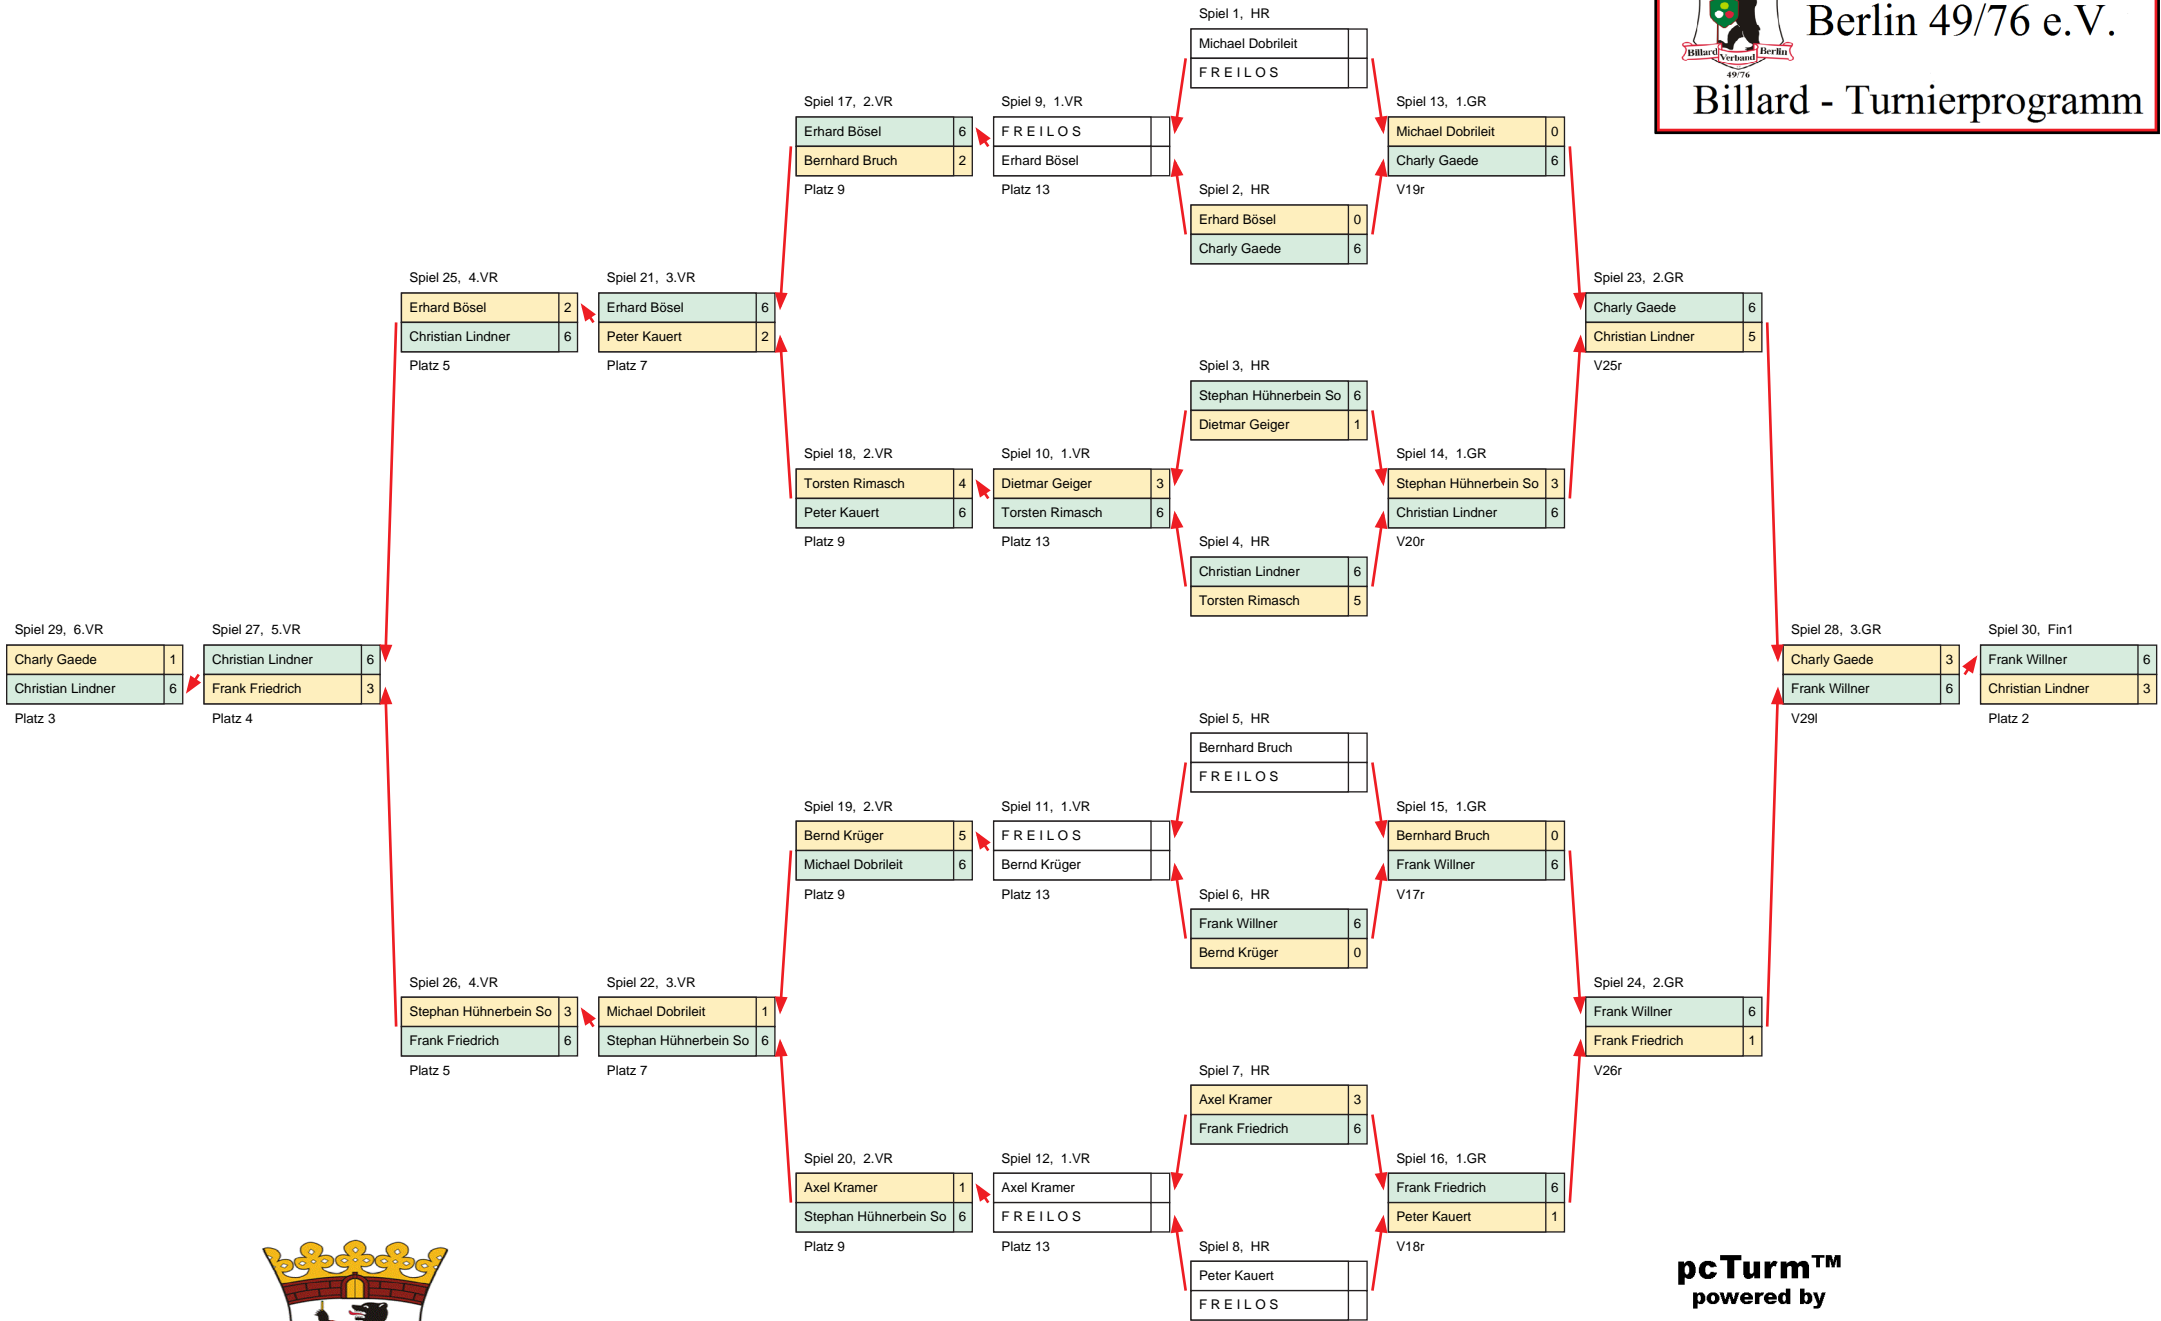 Berlin 49/76 e.V.
Billard Verband Berlin
49/76
Billard - Turnierprogramm
Spiel 29, 6.VR
Charly Gaede 1
Christian Lindner 6
Platz 3
Spiel 27, 5.VR
Christian Lindner 6
Frank Friedrich 3
Platz 4
Spiel 25, 4.VR
Erhard Bösel 2
Christian Lindner 6
Platz 5
Spiel 26, 4.VR
Stephan Hühnerbein So 3
Frank Friedrich 6
Platz 5
Spiel 21, 3.VR
Erhard Bösel 6
Peter Kauert 2
Platz 7
Spiel 22, 3.VR
Michael Dobrileit 1
Stephan Hühnerbein So 6
Platz 7
Spiel 17, 2.VR
Erhard Bösel 6
Bernhard Bruch 2
Platz 9
Spiel 18, 2.VR
Torsten Rimasch 4
Peter Kauert 6
Platz 9
Spiel 19, 2.VR
Bernd Krüger 5
Michael Dobrileit 6
Platz 9
Spiel 20, 2.VR
Axel Kramer 1
Stephan Hühnerbein So 6
Platz 9
Spiel 9, 1.VR
F R E I L O S
Erhard Bösel
Platz 13
Spiel 10, 1.VR
Dietmar Geiger 3
Torsten Rimasch 6
Platz 13
Spiel 11, 1.VR
F R E I L O S
Bernd Krüger
Platz 13
Spiel 12, 1.VR
Axel Kramer
F R E I L O S
Platz 13
Spiel 1, HR
Michael Dobrileit
F R E I L O S
Spiel 2, HR
Erhard Bösel 0
Charly Gaede 6
Spiel 3, HR
Stephan Hühnerbein So 6
Dietmar Geiger 1
Spiel 4, HR
Christian Lindner 6
Torsten Rimasch 5
Spiel 5, HR
Bernhard Bruch
F R E I L O S
Spiel 6, HR
Frank Willner 6
Bernd Krüger 0
Spiel 7, HR
Axel Kramer 3
Frank Friedrich 6
Spiel 8, HR
Peter Kauert
F R E I L O S
Spiel 13, 1.GR
Michael Dobrileit 0
Charly Gaede 6
V19r
Spiel 14, 1.GR
Stephan Hühnerbein So 3
Christian Lindner 6
V20r
Spiel 15, 1.GR
Bernhard Bruch 0
Frank Willner 6
V17r
Spiel 16, 1.GR
Frank Friedrich 6
Peter Kauert 1
V18r
Spiel 23, 2.GR
Charly Gaede 6
Christian Lindner 5
V25r
Spiel 24, 2.GR
Frank Willner 6
Frank Friedrich 1
V26r
Spiel 28, 3.GR
Charly Gaede 3
Frank Willner 6
V29l
Spiel 30, Fin1
Frank Willner 6
Christian Lindner 3
Platz 2
pcTurm™
powered by